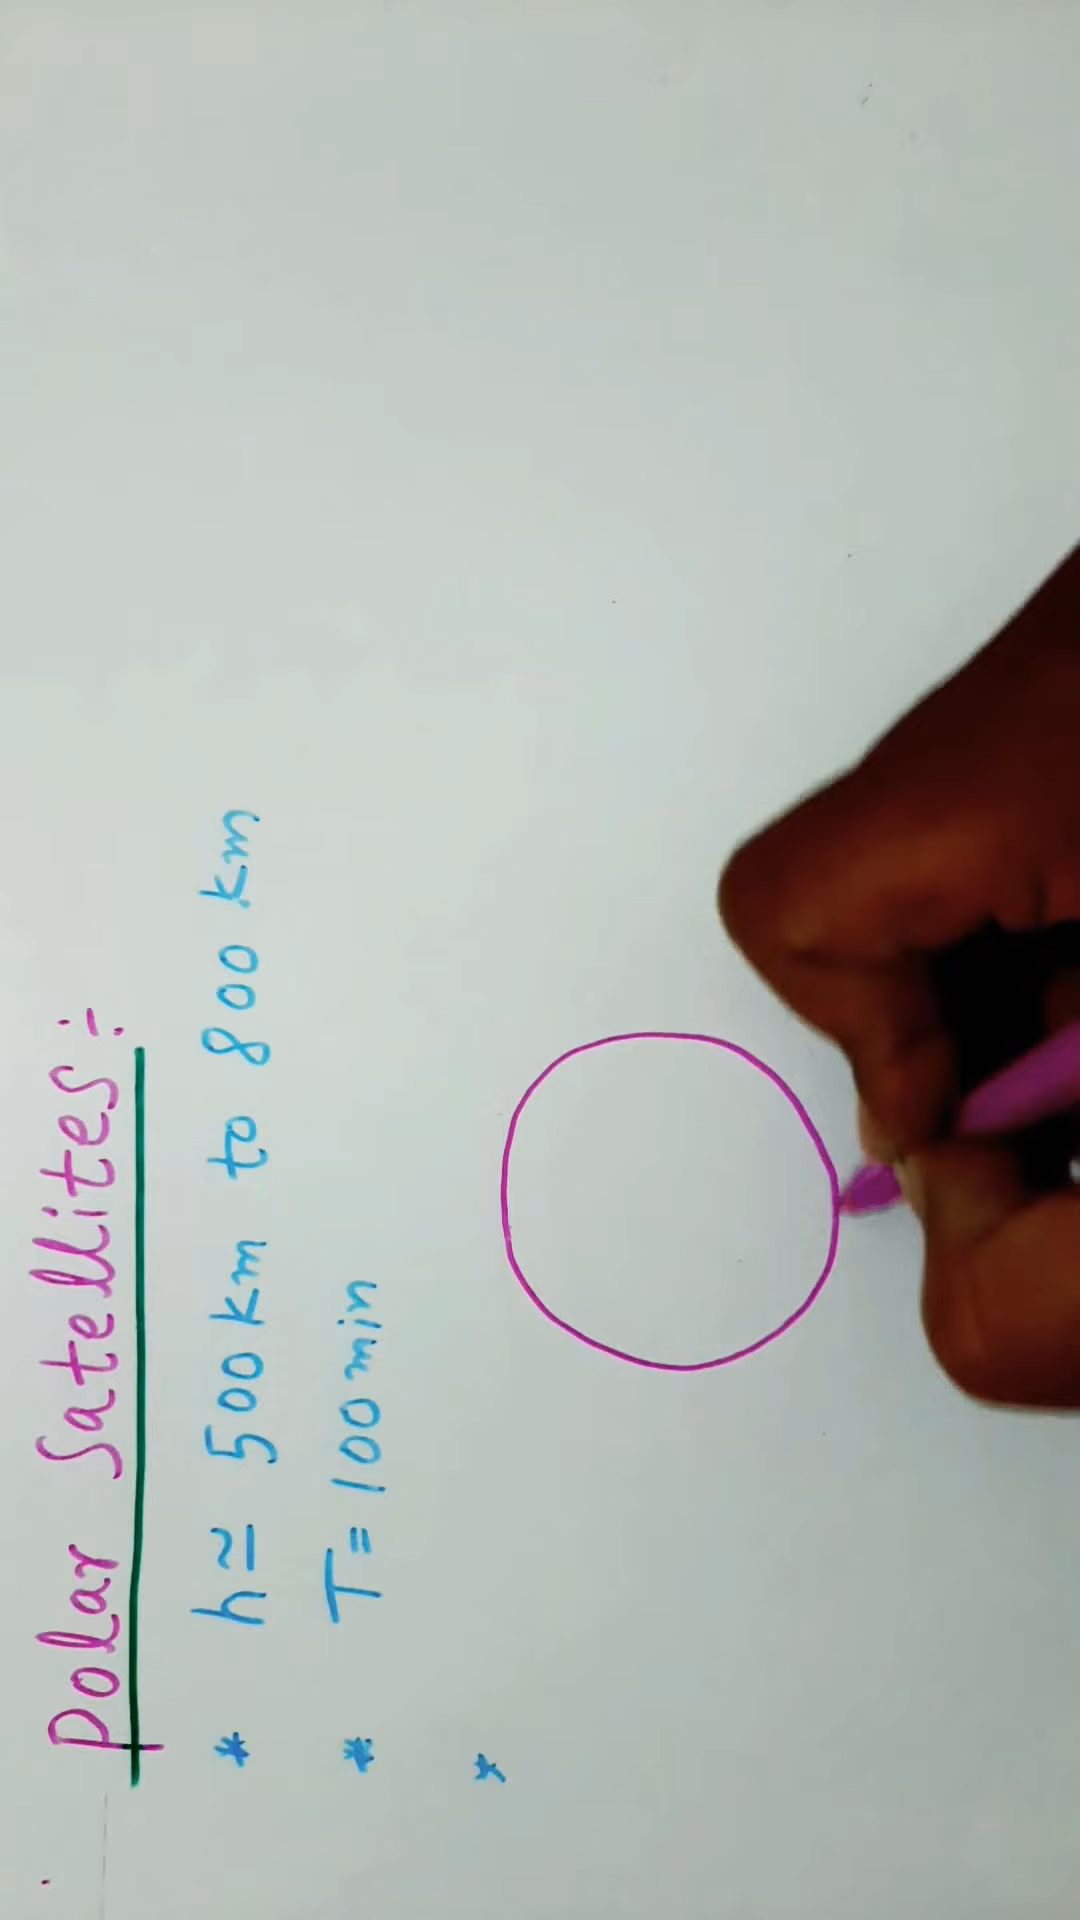 Polar Satellites :-
* h ≃ 500 km to 800 km
* T = 100 min
*